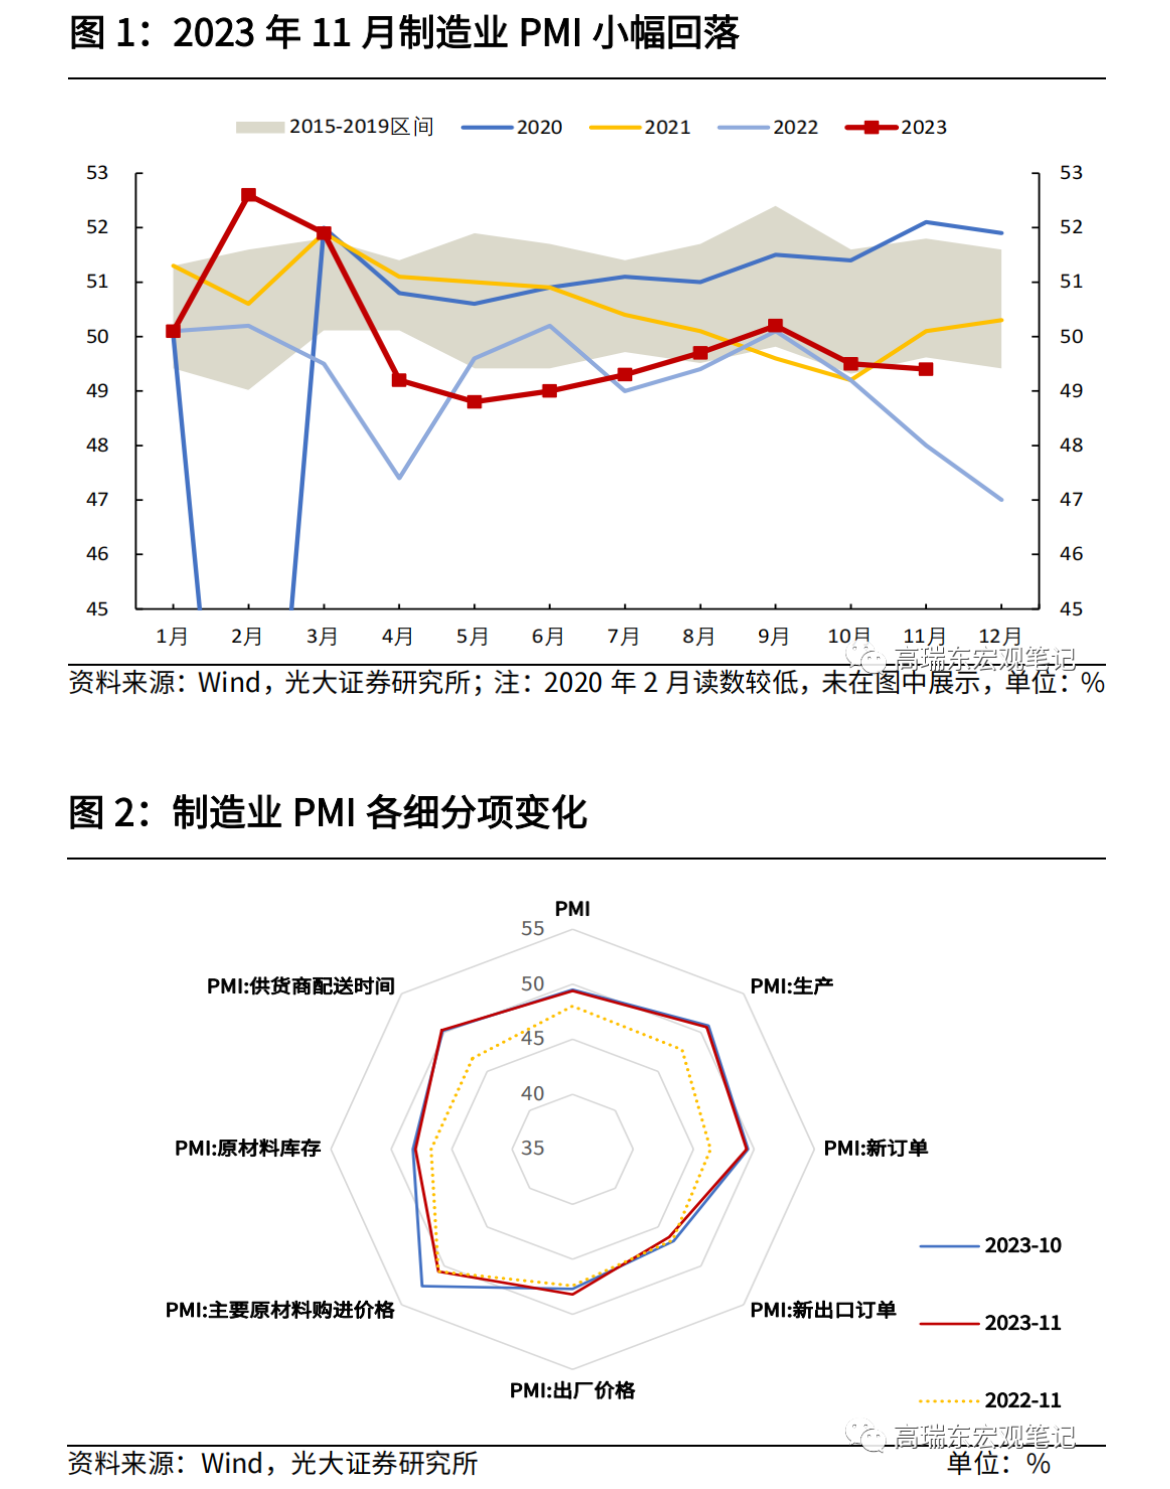 图 1：2023 年 11 月制造业 PMI 小幅回落
2015-2019区间 2020 2021 2022 2023
53 53
52 52
51 51
50 50
49 49
48 48
47 47
46 46
45 45
1月 2月 3月 4月 5月 6月 7月 8月 9月 10月 11月 12月
高瑞东宏观笔记
资料来源：Wind，光大证券研究所；注：2020 年 2 月读数较低，未在图中展示，单位：%
图 2：制造业 PMI 各细分项变化
PMI
55
PMI:供货商配送时间 50 PMI:生产
45
40
PMI:原材料库存 35 PMI:新订单
2023-10
PMI:主要原材料购进价格 PMI:新出口订单
2023-11
PMI:出厂价格
2022-11
高瑞东宏观笔记
资料来源：Wind，光大证券研究所 单位：%